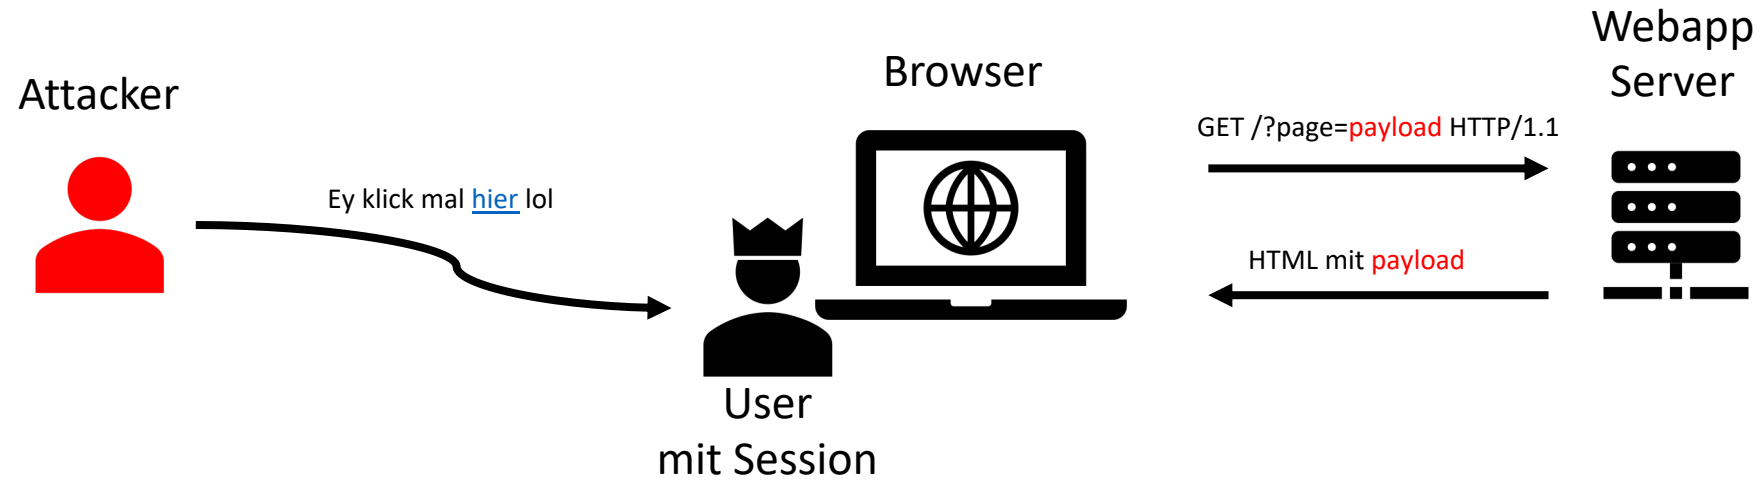 Attacker
Ey klick mal hier lol
Browser
User
mit Session
GET /?page=payload HTTP/1.1
HTML mit payload
Webapp
Server